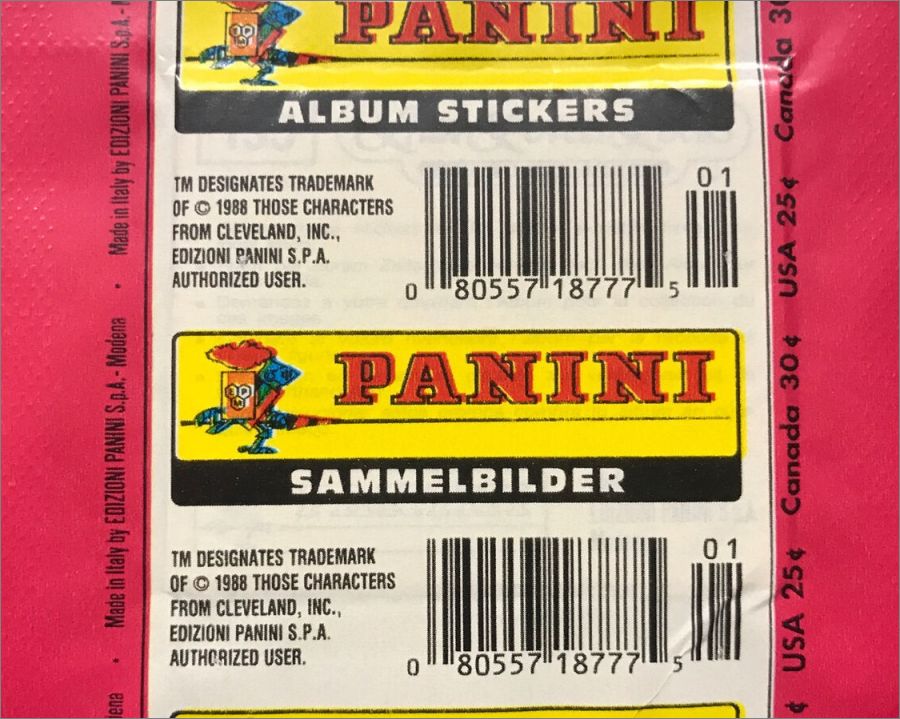 PANINI
ALBUM STICKERS
TM DESIGNATES TRADEMARK
OF © 1988 THOSE CHARACTERS
FROM CLEVELAND, INC.,
EDIZIONI PANINI S.P.A.
AUTHORIZED USER.
01
0 80557 18777 5
PANINI
SAMMELBILDER
TM DESIGNATES TRADEMARK
OF © 1988 THOSE CHARACTERS
FROM CLEVELAND, INC.,
EDIZIONI PANINI S.P.A.
AUTHORIZED USER.
01
0 80557 18777 5
Made in Italy by EDIZIONI PANINI S.p.A. - Modena • Made in Italy by EDIZIONI PANINI S.p.A. -
¢ USA 25¢ Canada 30¢ USA 25¢ Canada 30